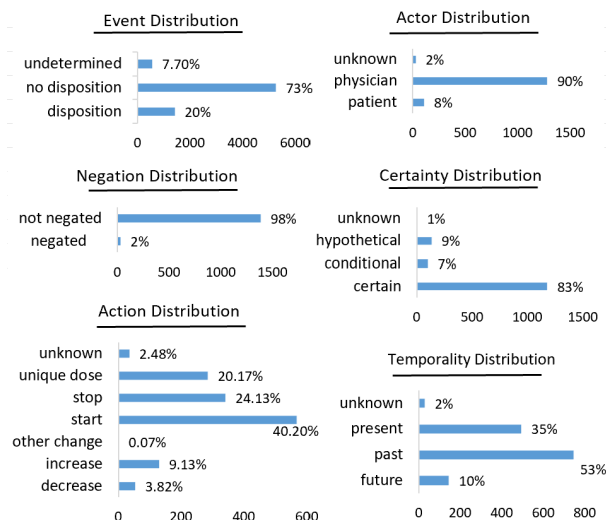 Event Distribution
undetermined 7.70%
no disposition 73%
disposition 20%
0 2000 4000 6000
Actor Distribution
unknown 2%
physician 90%
patient 8%
0 500 1000 1500
Negation Distribution
not negated 98%
negated 2%
0 500 1000 1500
Certainty Distribution
unknown 1%
hypothetical 9%
conditional 7%
certain 83%
0 500 1000 1500
Action Distribution
unknown 2.48%
unique dose 20.17%
stop 24.13%
start 40.20%
other change 0.07%
increase 9.13%
decrease 3.82%
0 200 400 600
Temporality Distribution
unknown 2%
present 35%
past 53%
future 10%
0 200 400 600 800